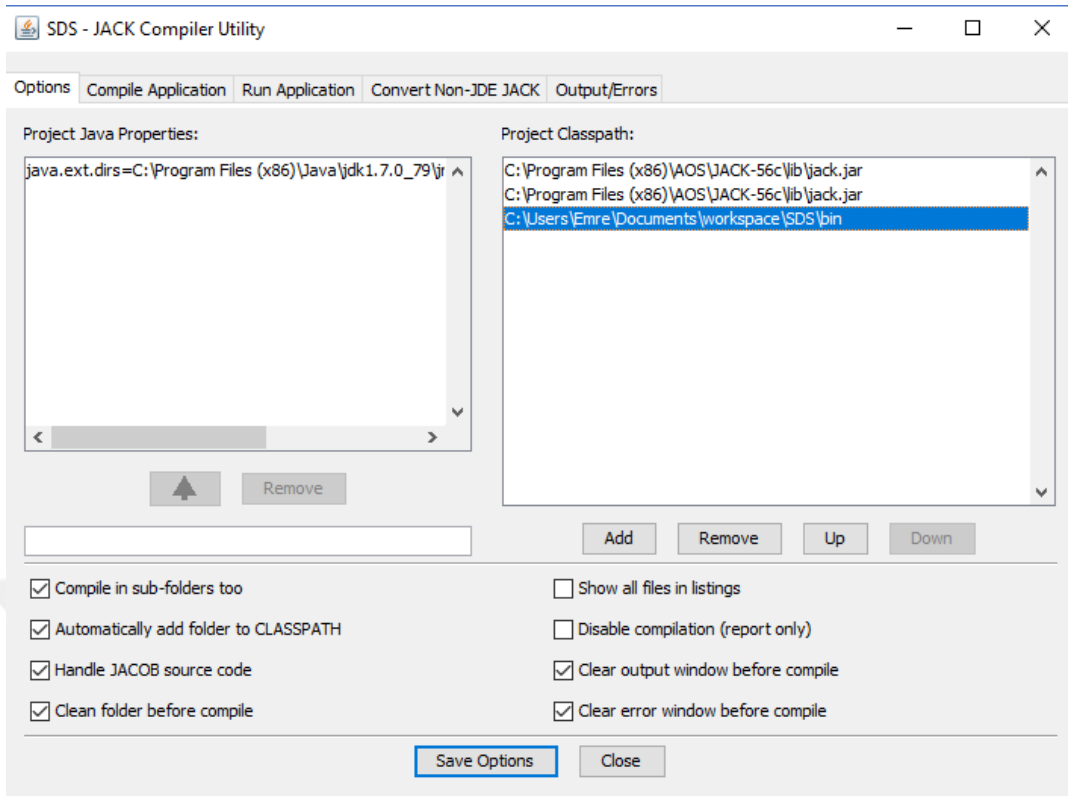 SDS - JACK Compiler Utility
Options Compile Application Run Application Convert Non-JDE JACK Output/Errors
Project Java Properties:
java.ext.dirs=C:\Program Files (x86)\Java\jdk1.7.0_79\jr
Remove
Project Classpath:
C:\Program Files (x86)\AOS\JACK-56c\lib\jack.jar
C:\Program Files (x86)\AOS\JACK-56c\lib\jack.jar
C:\Users\Emre\Documents\workspace\SDS\bin
Add Remove Up Down
Compile in sub-folders too
Automatically add folder to CLASSPATH
Handle JACOB source code
Clean folder before compile
Show all files in listings
Disable compilation (report only)
Clear output window before compile
Clear error window before compile
Save Options Close